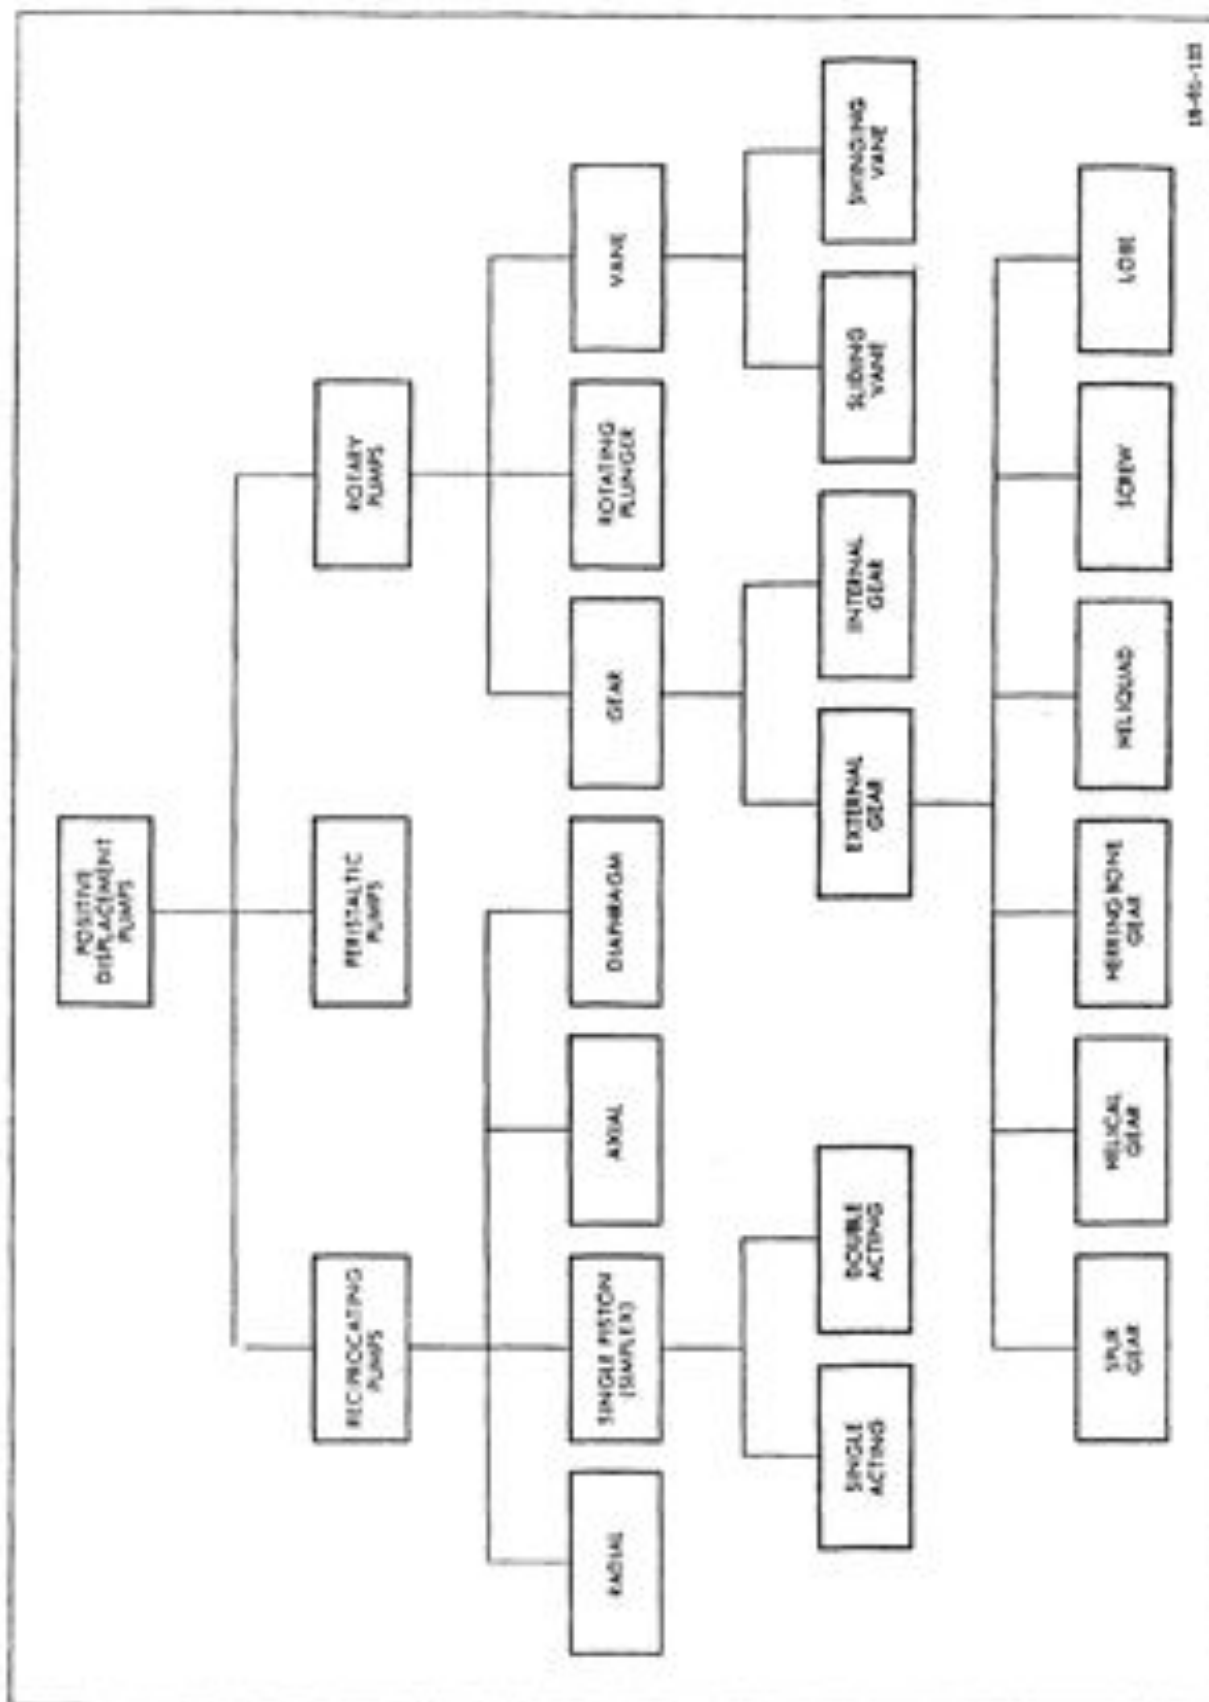 POSITIVE
DISPLACEMENT
PUMPS
RECIPROCATING
PUMPS
PERISTALTIC
PUMPS
ROTARY
PUMPS
RADIAL
SINGLE PISTON
(SIMPLEX)
AXIAL
DIAPHRAGM
GEAR
ROTATING
PLUNGER
VANE
SINGLE
ACTING
DOUBLE
ACTING
EXTERNAL
GEAR
INTERNAL
GEAR
SLIDING
VANE
SWINGING
VANE
SPUR
GEAR
HELICAL
GEAR
HERRINGBONE
GEAR
HELIQUAD
SCREW
LOBE